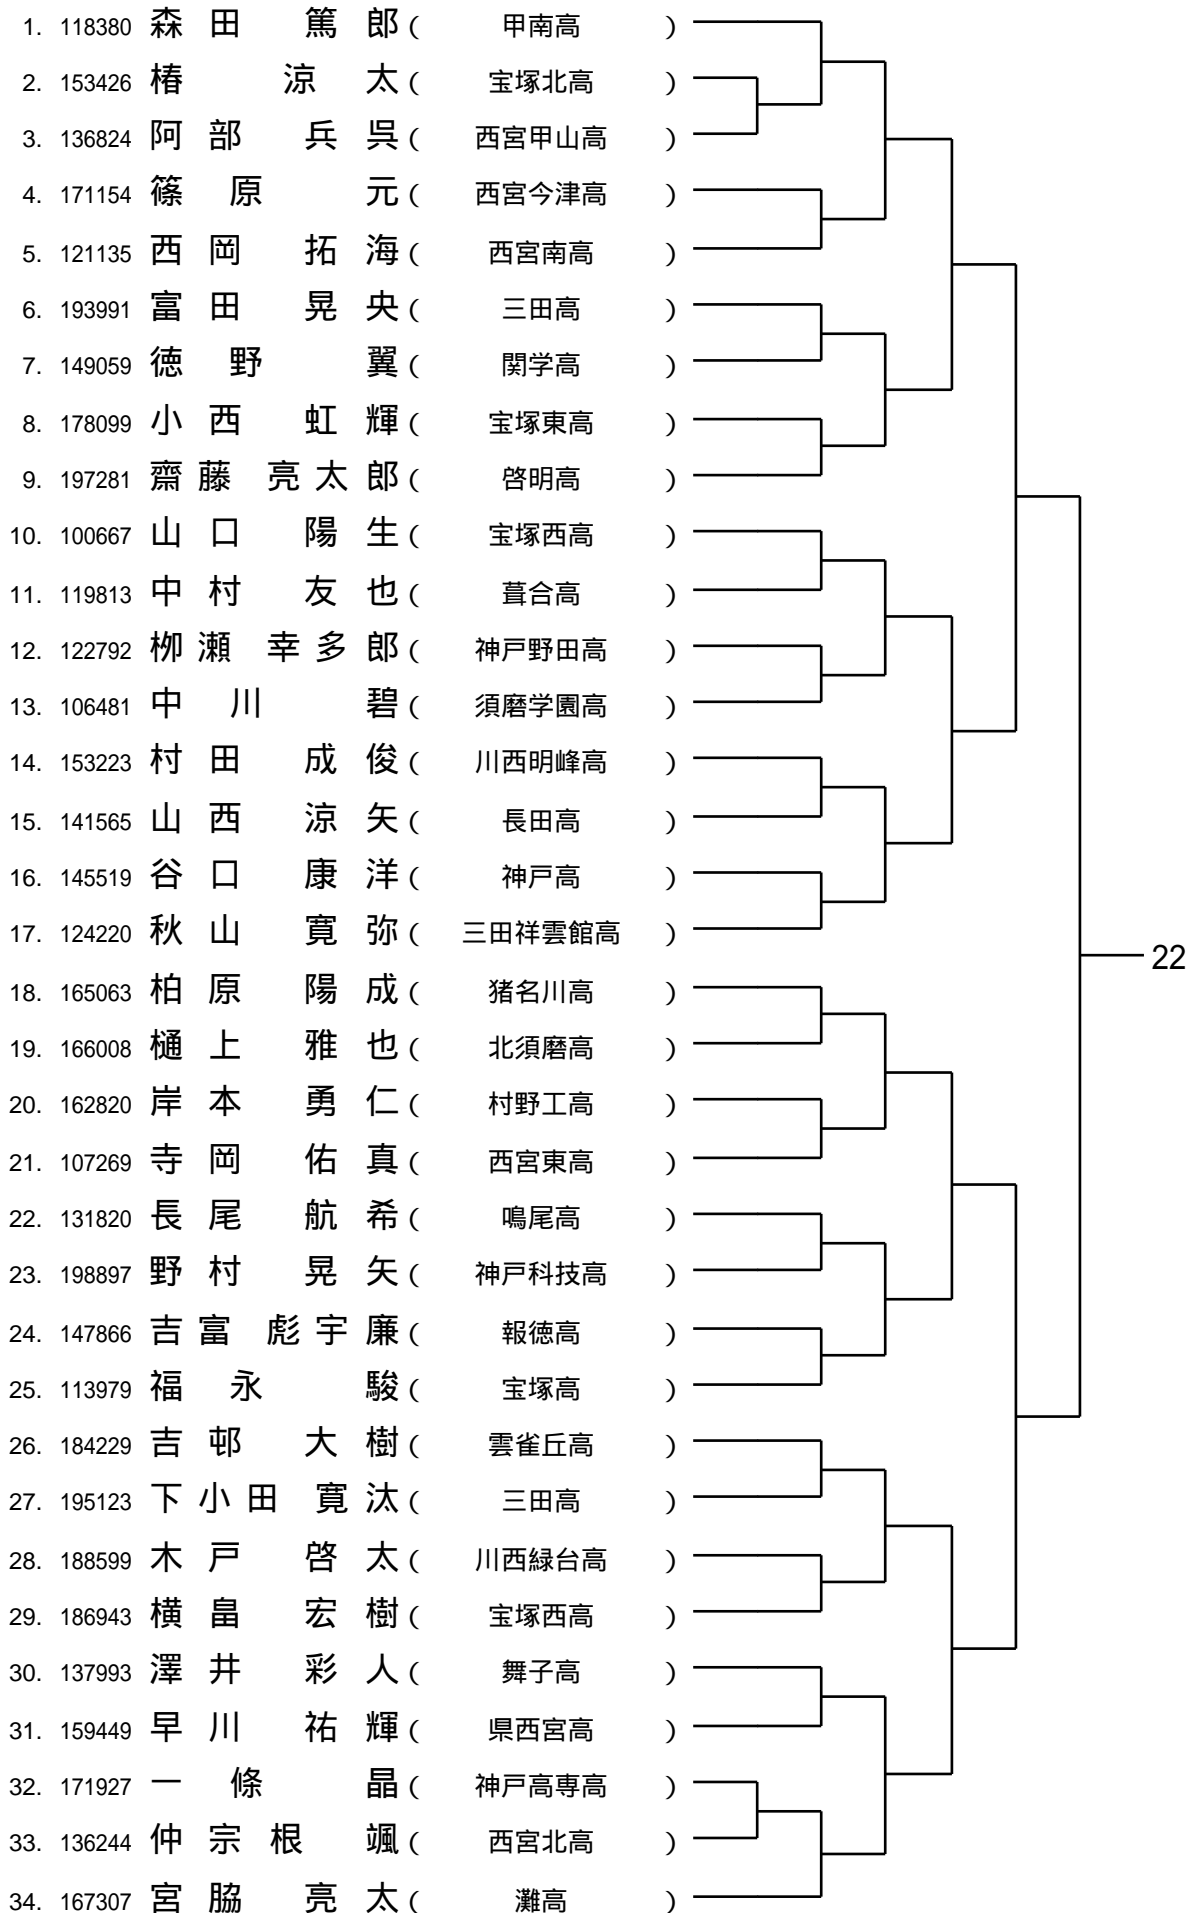 1. 118380 森田 篤郎 ( 甲南高 )
2. 153426 椿 涼太 ( 宝塚北高 )
3. 136824 阿部 兵呉 ( 西宮甲山高 )
4. 171154 篠原 元 ( 西宮今津高 )
5. 121135 西岡 拓海 ( 西宮南高 )
6. 193991 富田 晃央 ( 三田高 )
7. 149059 徳野 翼 ( 関学高 )
8. 178099 小西 虹輝 ( 宝塚東高 )
9. 197281 齋藤 亮太郎 ( 啓明高 )
10. 100667 山口 陽生 ( 宝塚西高 )
11. 119813 中村 友也 ( 葺合高 )
12. 122792 栁瀬 幸多郎 ( 神戸野田高 )
13. 106481 中川 碧 ( 須磨学園高 )
14. 153223 村田 成俊 ( 川西明峰高 )
15. 141565 山西 涼矢 ( 長田高 )
16. 145519 谷口 康洋 ( 神戸高 )
17. 124220 秋山 寛弥 ( 三田祥雲館高 )
22
18. 165063 柏原 陽成 ( 猪名川高 )
19. 166008 樋上 雅也 ( 北須磨高 )
20. 162820 岸本 勇仁 ( 村野工高 )
21. 107269 寺岡 佑真 ( 西宮東高 )
22. 131820 長尾 航希 ( 鳴尾高 )
23. 198897 野村 晃矢 ( 神戸科技高 )
24. 147866 吉富 彪宇廉 ( 報徳高 )
25. 113979 福永 駿 ( 宝塚高 )
26. 184229 吉邨 大樹 ( 雲雀丘高 )
27. 195123 下小田 寛汰 ( 三田高 )
28. 188599 木戸 啓太 ( 川西緑台高 )
29. 186943 横畠 宏樹 ( 宝塚西高 )
30. 137993 澤井 彩人 ( 舞子高 )
31. 159449 早川 祐輝 ( 県西宮高 )
32. 171927 一條 晶 ( 神戸高専高 )
33. 136244 仲宗根 颯 ( 西宮北高 )
34. 167307 宮脇 亮太 ( 灘高 )